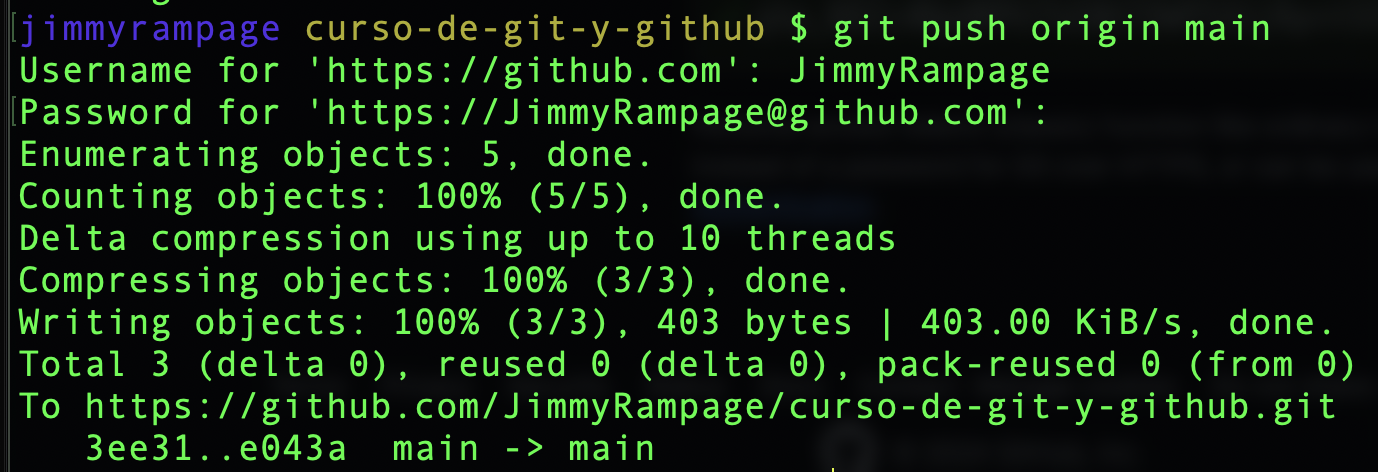 jimmyrampage curso-de-git-y-github $ git push origin main
Username for 'https://github.com': JimmyRampage
Password for 'https://JimmyRampage@github.com':
Enumerating objects: 5, done.
Counting objects: 100% (5/5), done.
Delta compression using up to 10 threads
Compressing objects: 100% (3/3), done.
Writing objects: 100% (3/3), 403 bytes | 403.00 KiB/s, done.
Total 3 (delta 0), reused 0 (delta 0), pack-reused 0 (from 0)
To https://github.com/JimmyRampage/curso-de-git-y-github.git
   3ee31..e043a  main -> main